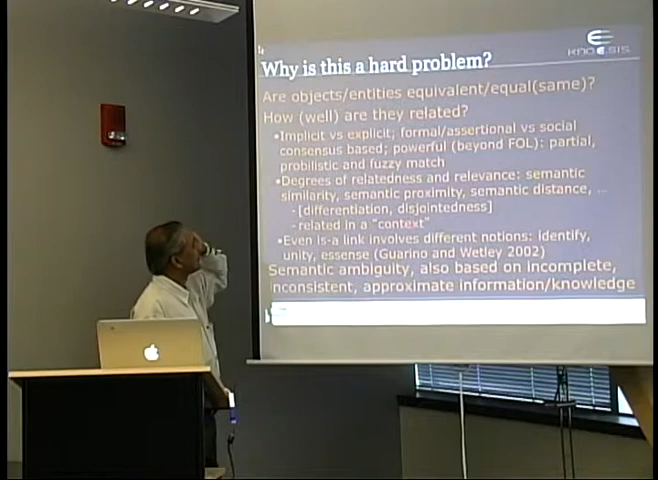 KNOESIS
Why is this a hard problem?
Are objects/entities equivalent/equal(same)?
How (well) are they related?
•Implicit vs explicit; formal/assertional vs social
consensus based; powerful (beyond FOL): partial,
probilistic and fuzzy match
•Degrees of relatedness and relevance: semantic
similarity, semantic proximity, semantic distance, ...
-[differentiation, disjointedness]
-related in a "context"
•Even is-a link involves different notions: identify,
unity, essense (Guarino and Wetley 2002)
Semantic ambiguity, also based on incomplete,
inconsistent, approximate information/knowledge